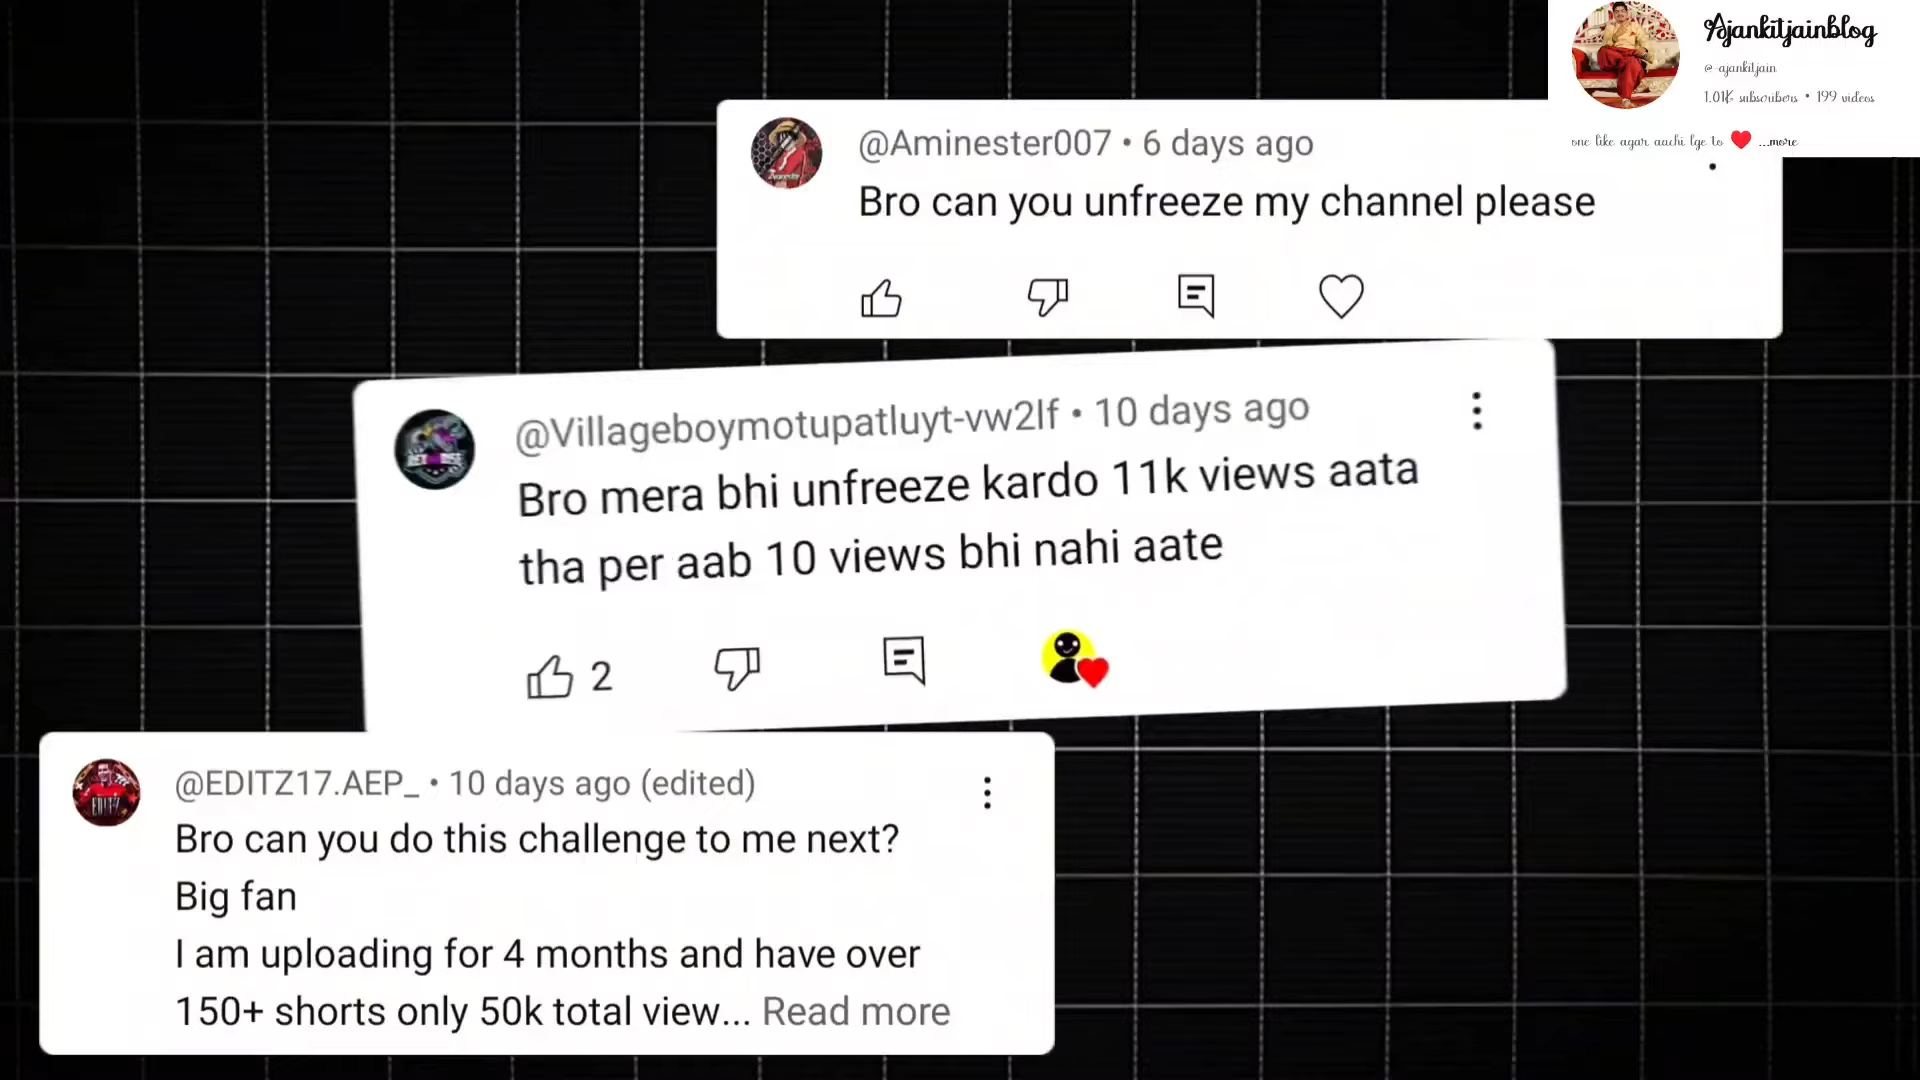 Ajankitjainblog
@-ajankitjain
1.01K subscribers • 199 videos
one like agar aachi lge to ❤️ ...more
@Aminester007 • 6 days ago
Bro can you unfreeze my channel please
@Villageboymotupatluyt-vw2lf • 10 days ago
Bro mera bhi unfreeze kardo 11k views aata
tha per aab 10 views bhi nahi aate
2
@EDITZ17.AEP_ • 10 days ago (edited)
Bro can you do this challenge to me next?
Big fan
I am uploading for 4 months and have over
150+ shorts only 50k total view... Read more